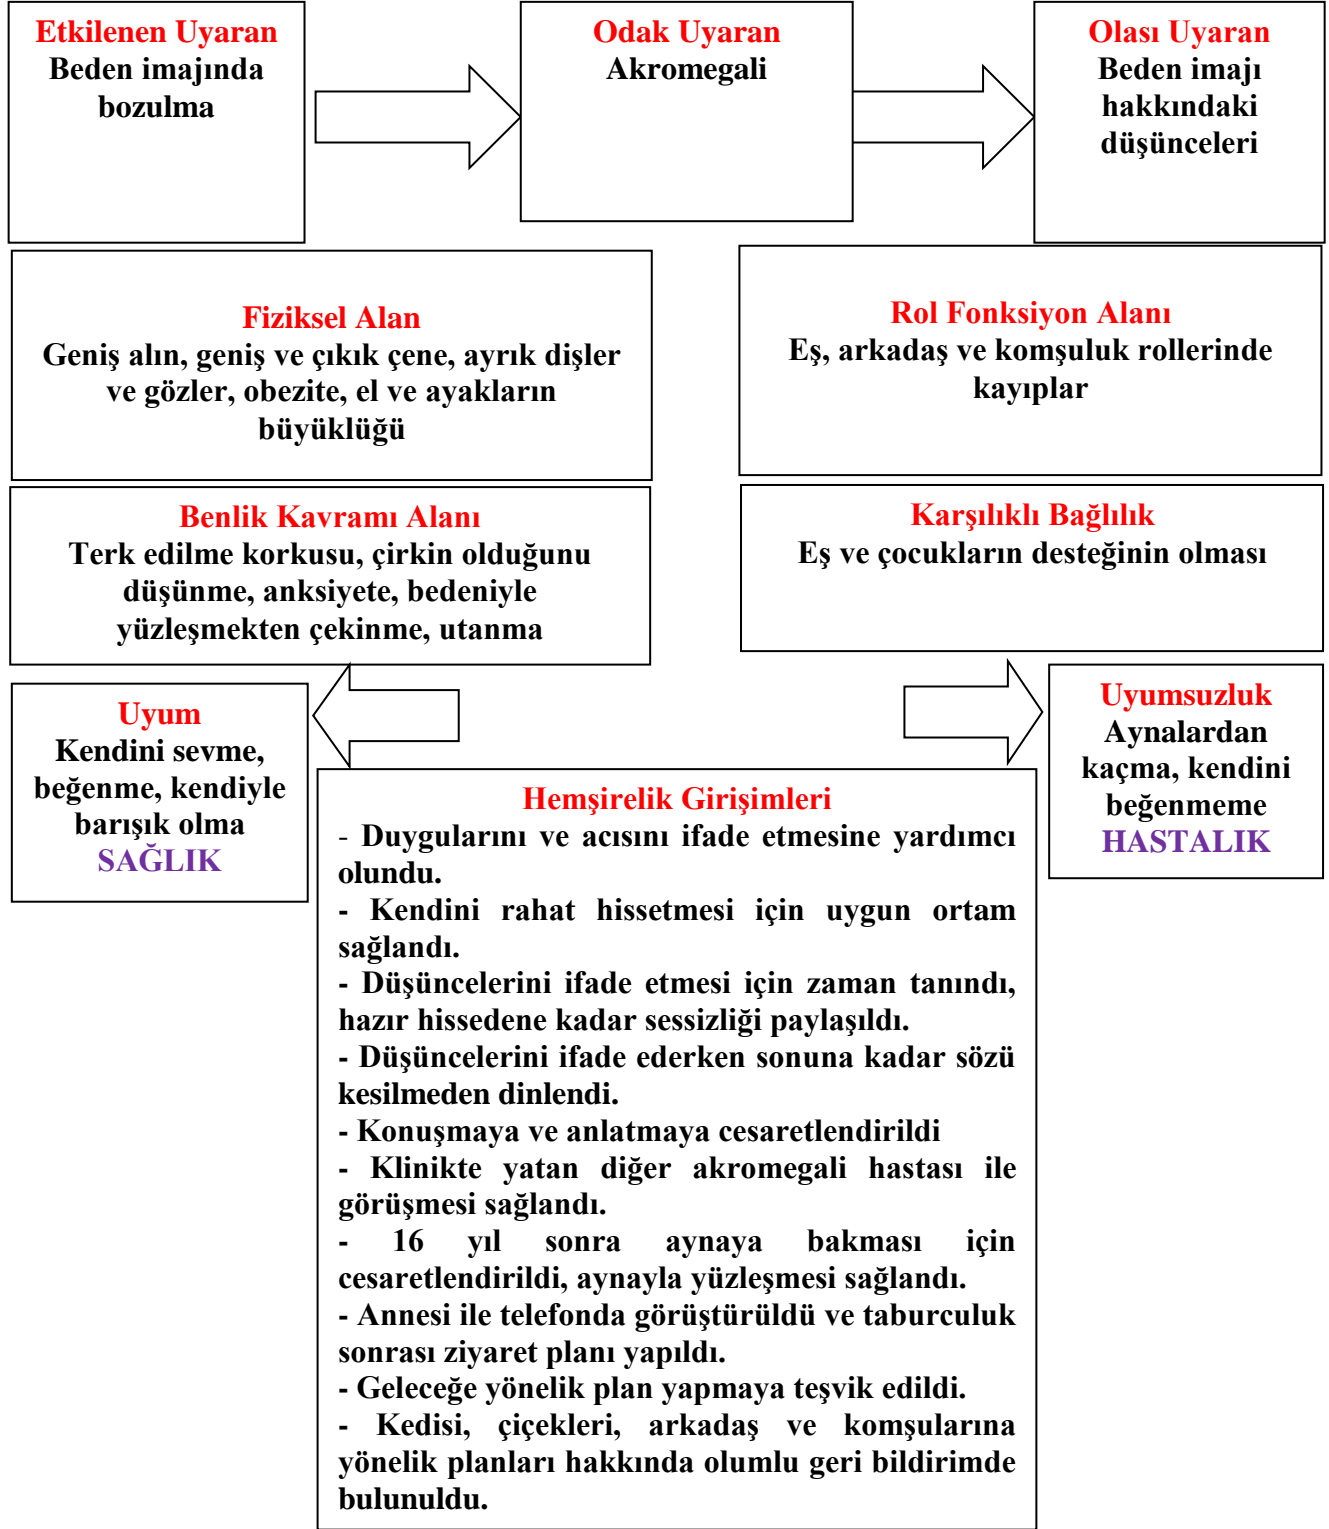 Etkilenen Uyaran
Beden imajında
bozulma
Odak Uyaran
Akromegali
Olası Uyaran
Beden imajı
hakkındaki
düşünceleri
Fiziksel Alan
Geniş alın, geniş ve çıkık çene, ayrık dişler
ve gözler, obezite, el ve ayakların
büyüklüğü
Rol Fonksiyon Alanı
Eş, arkadaş ve komşuluk rollerinde
kayıplar
Benlik Kavramı Alanı
Terk edilme korkusu, çirkin olduğunu
düşünme, anksiyete, bedeniyle
yüzleşmekten çekinme, utanma
Karşılıklı Bağlılık
Eş ve çocukların desteğinin olması
Uyum
Kendini sevme,
beğenme, kendiyle
barışık olma
SAĞLIK
Uyumsuzluk
Aynalardan
kaçma, kendini
beğenmeme
HASTALIK
Hemşirelik Girişimleri
- Duygularını ve acısını ifade etmesine yardımcı
olundu.
- Kendini rahat hissetmesi için uygun ortam
sağlandı.
- Düşüncelerini ifade etmesi için zaman tanındı,
hazır hissedene kadar sessizliği paylaşıldı.
- Düşüncelerini ifade ederken sonuna kadar sözü
kesilmeden dinlendi.
- Konuşmaya ve anlatmaya cesaretlendirildi
- Klinikte yatan diğer akromegali hastası ile
görüşmesi sağlandı.
- 16 yıl sonra aynaya bakması için
cesaretlendirildi, aynayla yüzleşmesi sağlandı.
- Annesi ile telefonda görüştürüldü ve taburculuk
sonrası ziyaret planı yapıldı.
- Geleceğe yönelik plan yapmaya teşvik edildi.
- Kedisi, çiçekleri, arkadaş ve komşularına
yönelik planları hakkında olumlu geri bildirimde
bulunuldu.